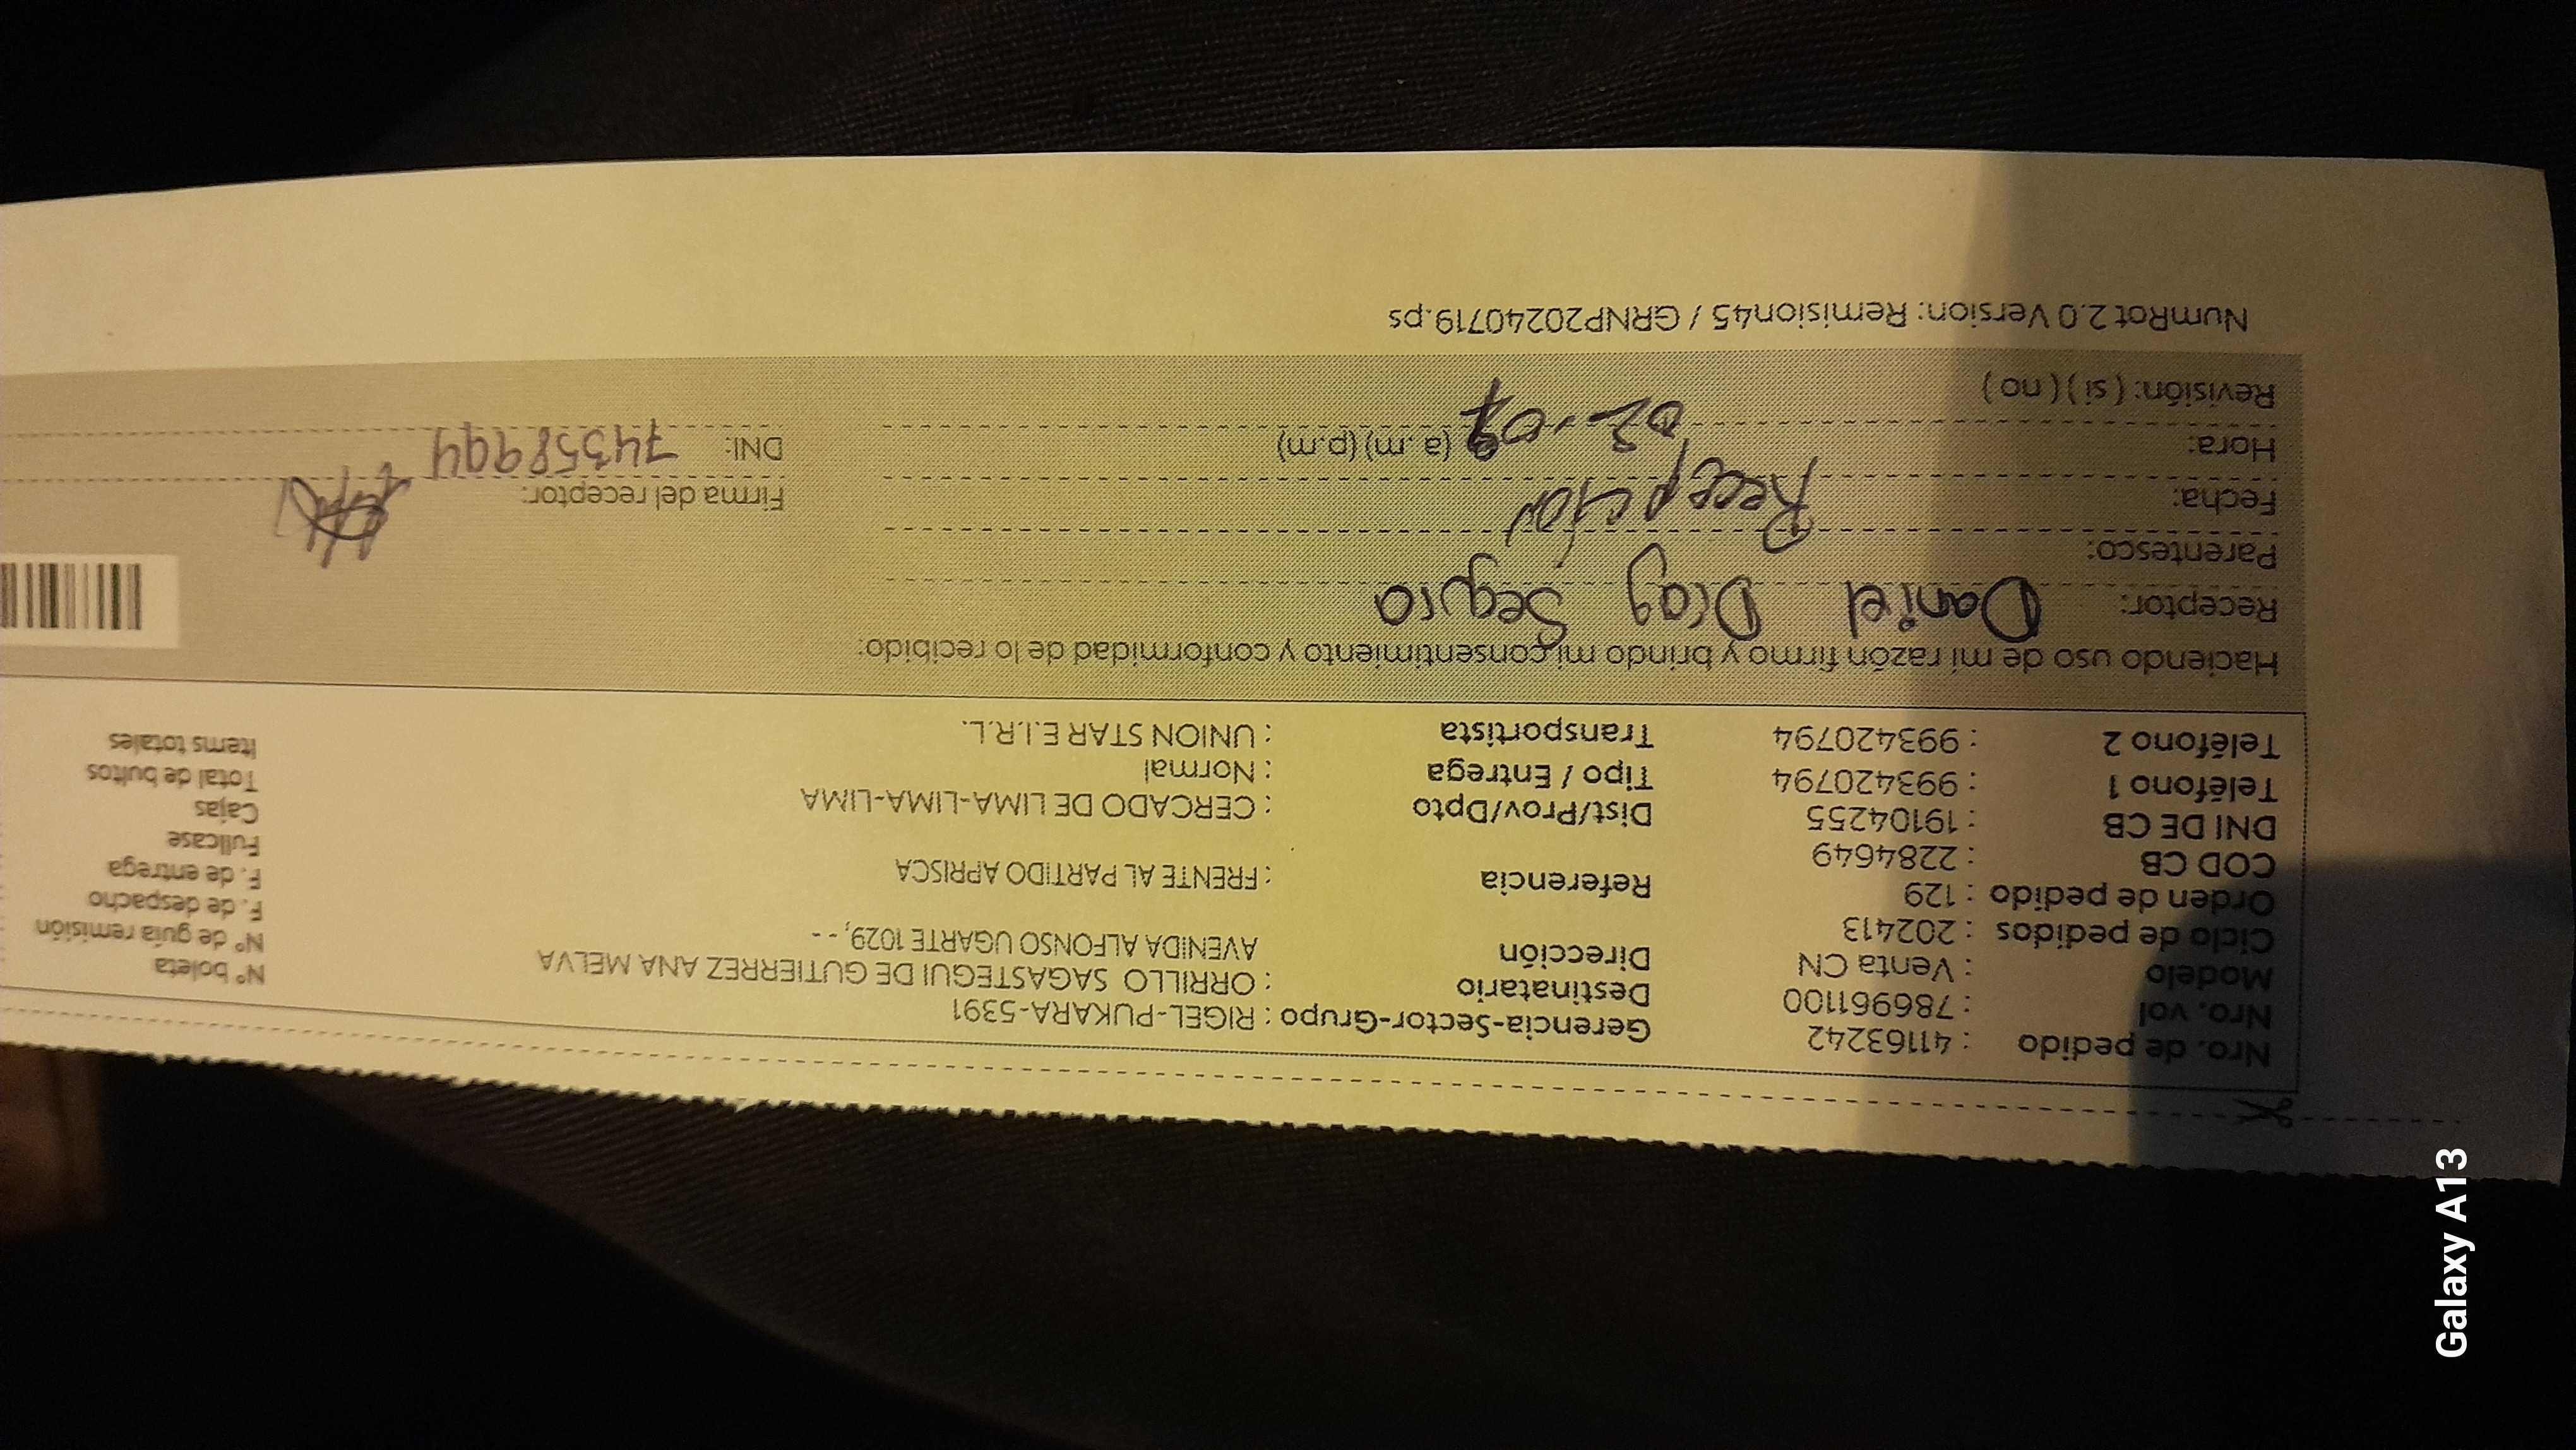 Nro. de pedido : 41163242 Gerencia-Sector-Grupo : RIGEL-PUKARA-5391 N° boleta
Nro. vol : 786961100 Destinatario : ORRILLO SAGASTEGUI DE GUTIERREZ ANA MELVA N° de guía remisión
Modelo : Venta CN Dirección AVENIDA ALFONSO UGARTE 1029, - - F. de despacho
Ciclo de pedidos : 202413 F. de entrega
Orden de pedido : 129 Referencia : FRENTE AL PARTIDO APRISCA Fullcase
COD CB : 2284649 Cajas
DNI DE CB : 19104255 Dist/Prov/Dpto : CERCADO DE LIMA-LIMA-LIMA Total de bultos
Teléfono 1 : 993420794 Tipo / Entrega : Normal Items totales
Teléfono 2 : 993420794 Transportista : UNION STAR E.I.R.L.
Haciendo uso de mi razón firmo y brindo mi consentimiento y conformidad de lo recibido:
Receptor: Daniel Díaz Segura
Parentesco: Recepción
Fecha: Firma del receptor:
Hora: (a.m) (p.m) DNI: 74358994
Revisión: ( si ) ( no )
NumRot 2.0 Version: Remision45 / GRNP20240719.ps
Galaxy A13